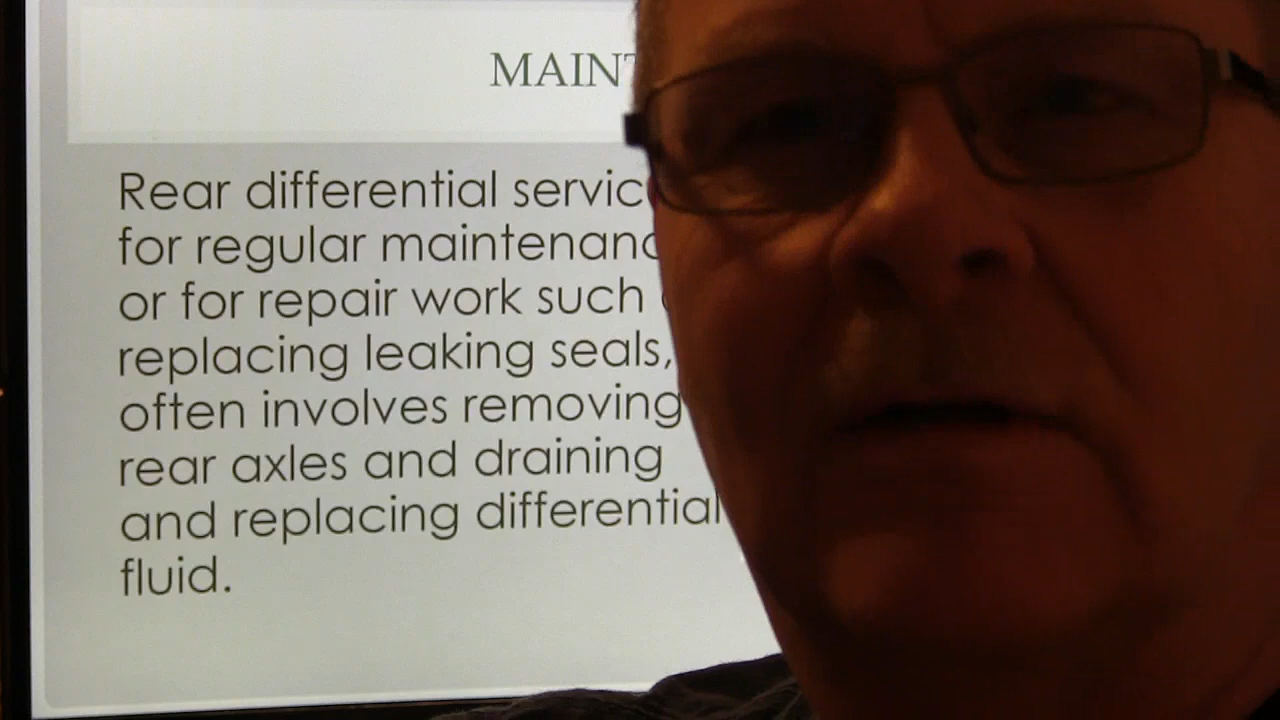 MAINT
Rear differential servic
for regular maintenanc
or for repair work such
replacing leaking seals,
often involves removing
rear axles and draining
and replacing differential
fluid.